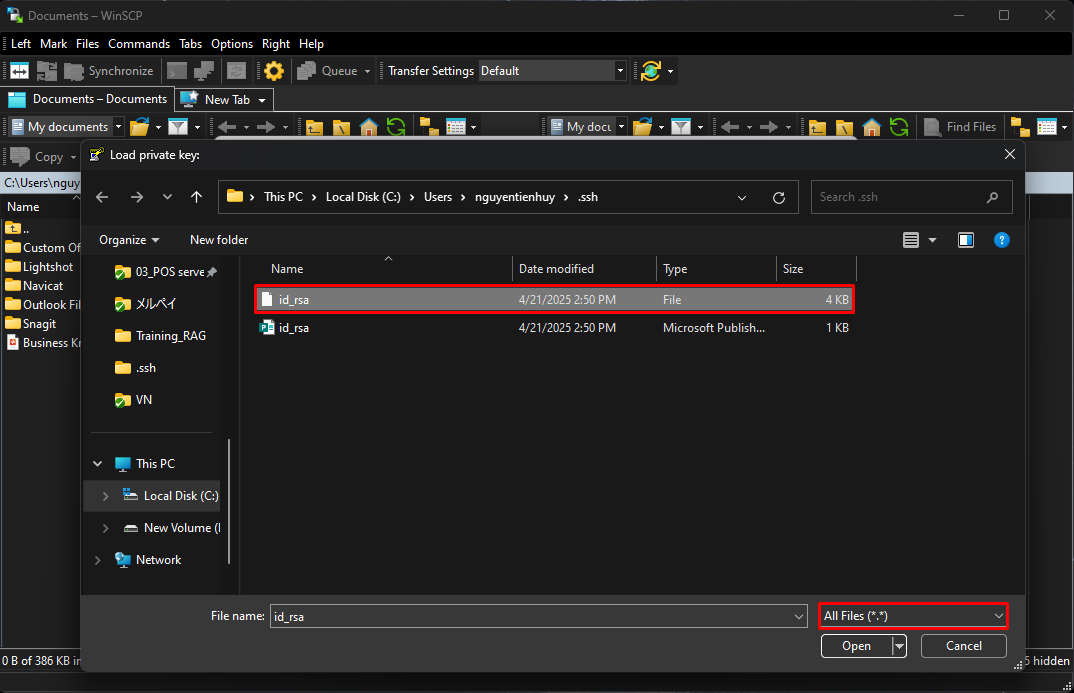 Documents – WinSCP
Left Mark Files Commands Tabs Options Right Help
Synchronize Queue Transfer Settings Default
Documents – Documents New Tab
My documents My docu Find Files
Copy
Load private key:
C:\Users\nguy
This PC Local Disk (C:) Users nguyentienhuy .ssh
Search .ssh
Organize New folder
Name
..
Custom Of
Lightshot
Navicat
Outlook Fil
Snagit
Business Kn
03_POS serve
メルペイ
Training_RAG
.ssh
VN
This PC
Local Disk (C:)
New Volume (
Network
Name Date modified Type Size
id_rsa 4/21/2025 2:50 PM File 4 KB
id_rsa 4/21/2025 2:50 PM Microsoft Publish... 1 KB
File name: id_rsa All Files (*.*)
Open Cancel
0 B of 386 KB in
5 hidden